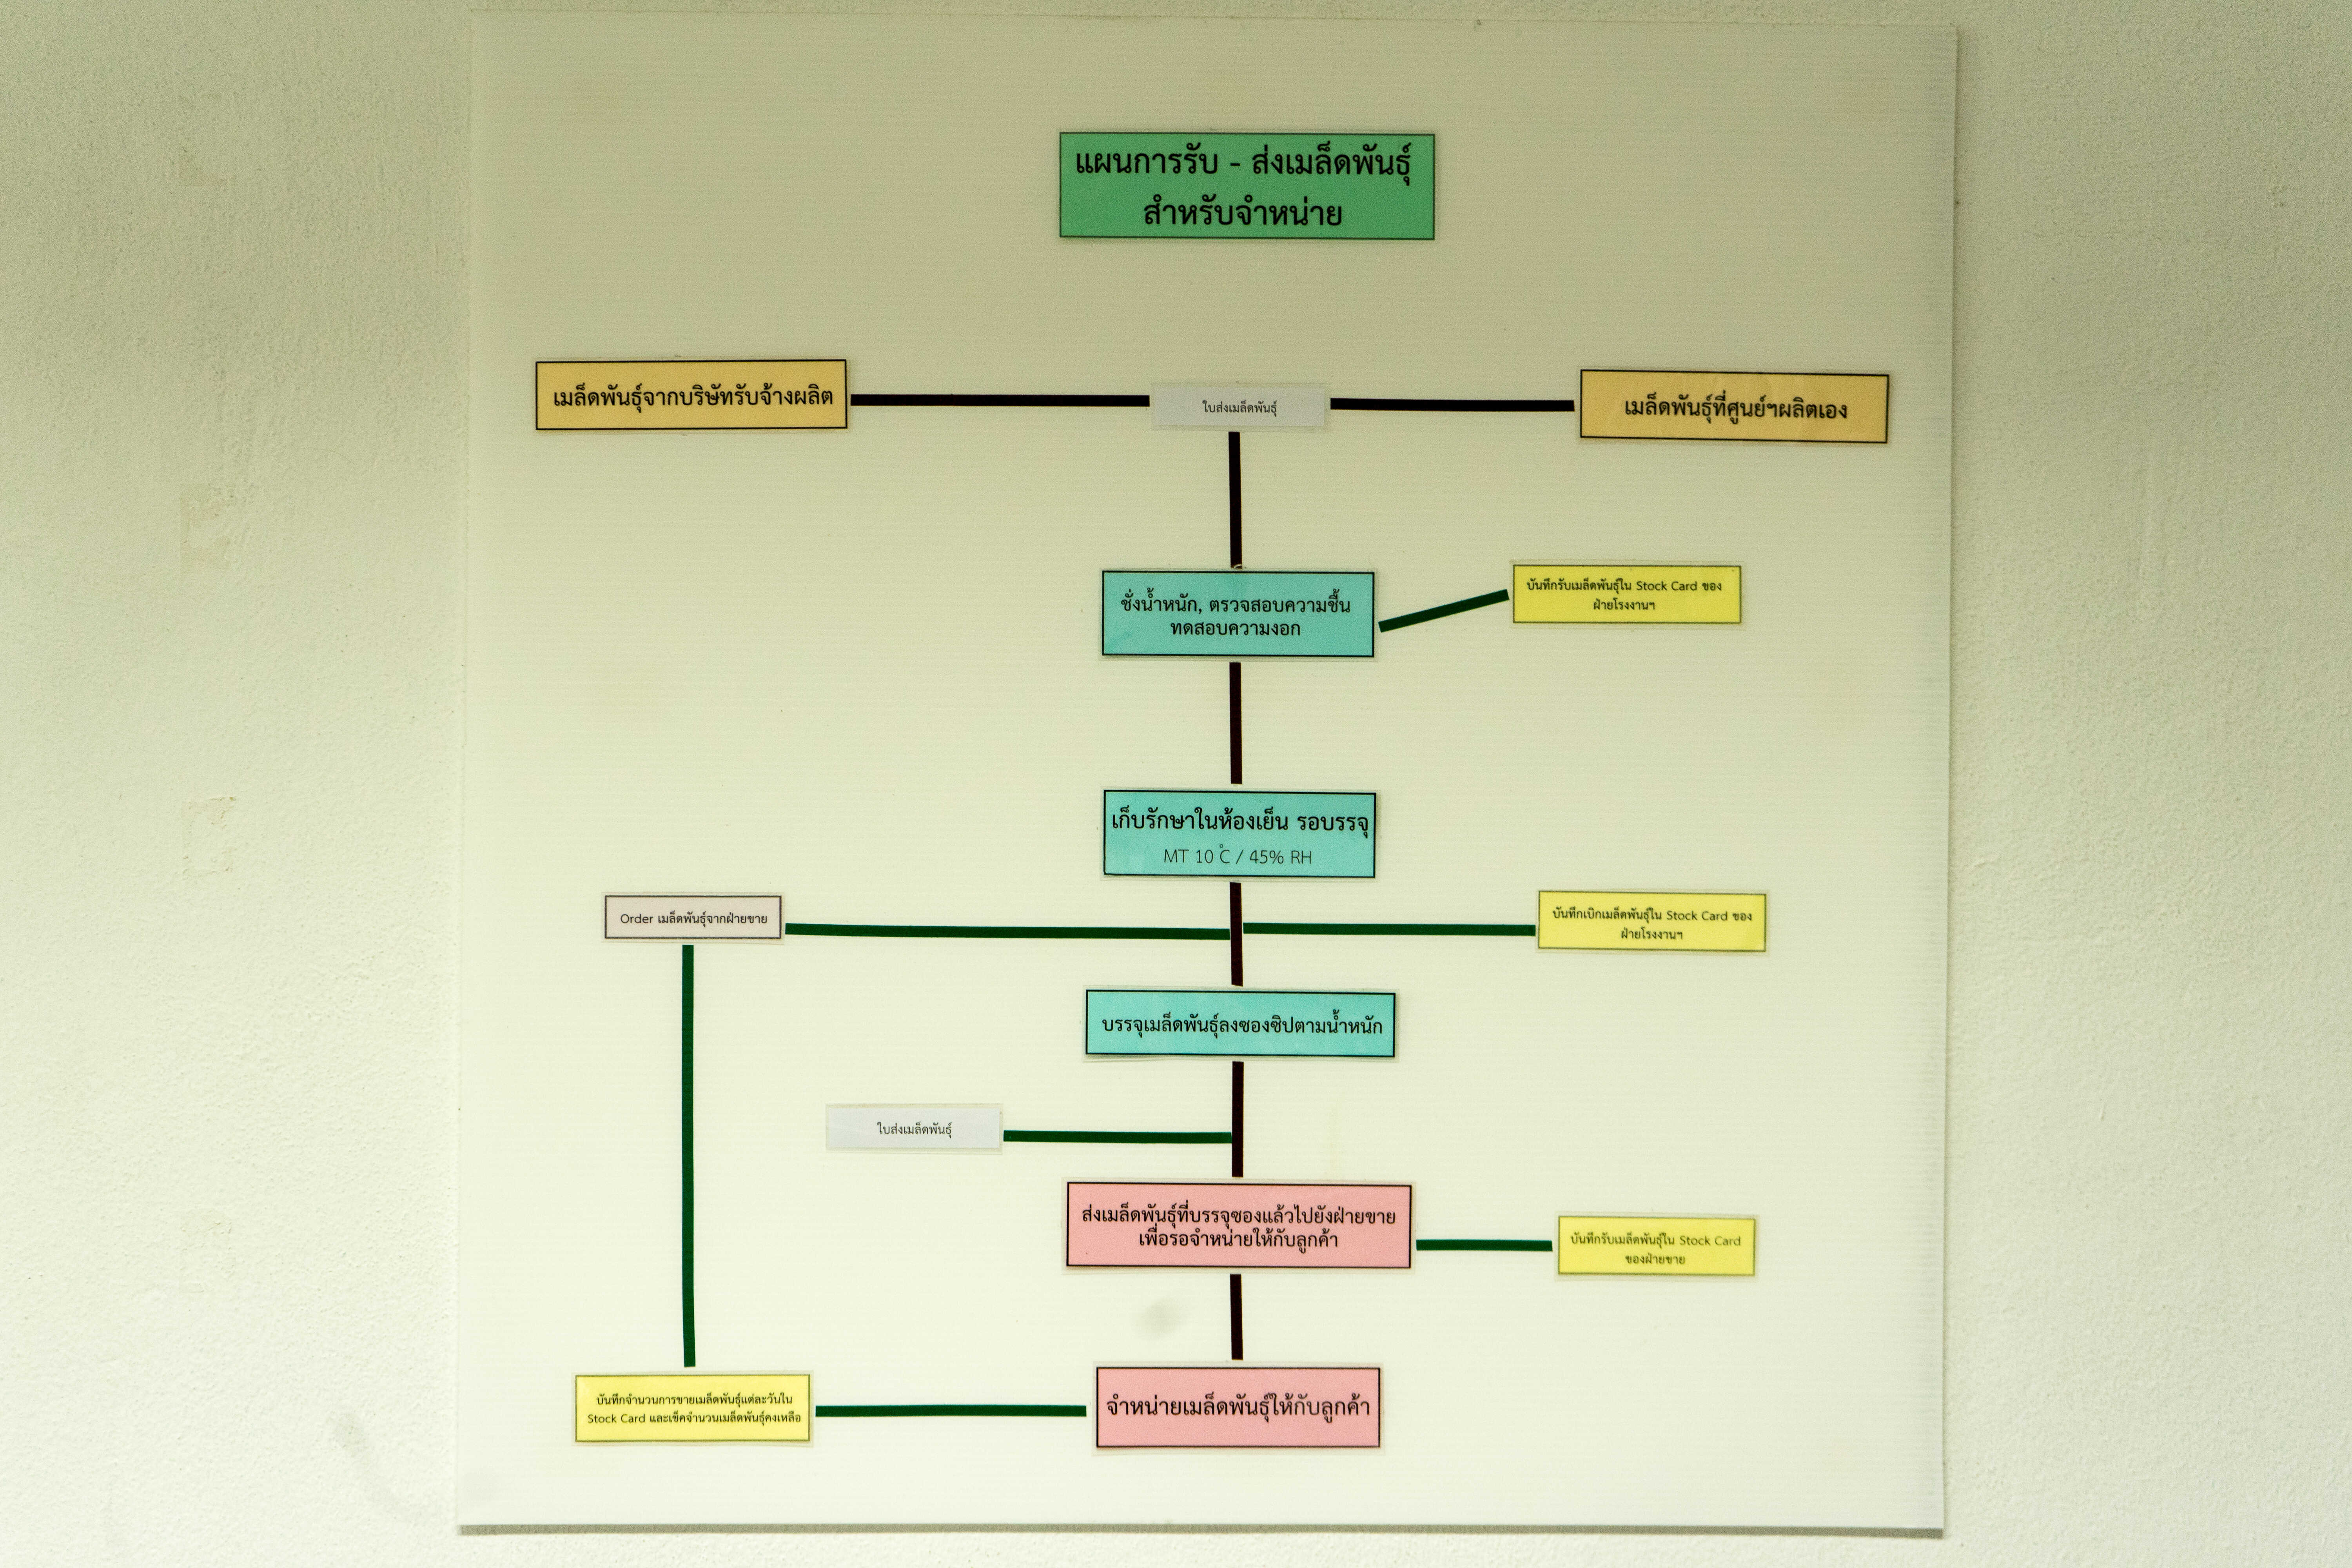 แผนการรับ - ส่งเมล็ดพันธุ์
สำหรับจำหน่าย
เมล็ดพันธุ์จากบริษัทรับจ้างผลิต
ใบส่งเมล็ดพันธุ์
เมล็ดพันธุ์ที่ศูนย์ฯผลิตเอง
ชั่งน้ำหนัก, ตรวจสอบความชื้น
ทดสอบความงอก
บันทึกรับเมล็ดพันธุ์ใน Stock Card ของ
ฝ่ายโรงงานฯ
เก็บรักษาในห้องเย็น รอบรรจุ
MT 10 ํC / 45% RH
Order เมล็ดพันธุ์จากฝ่ายขาย
บันทึกเบิกเมล็ดพันธุ์ใน Stock Card ของ
ฝ่ายโรงงานฯ
บรรจุเมล็ดพันธุ์ลงซองซิปตามน้ำหนัก
ใบส่งเมล็ดพันธุ์
ส่งเมล็ดพันธุ์ที่บรรจุซองแล้วไปยังฝ่ายขาย
เพื่อรอจำหน่ายให้กับลูกค้า
บันทึกรับเมล็ดพันธุ์ใน Stock Card
ของฝ่ายขาย
บันทึกจำนวนการขายเมล็ดพันธุ์แต่ละวันใน
Stock Card และเช็คจำนวนเมล็ดพันธุ์คงเหลือ
จำหน่ายเมล็ดพันธุ์ให้กับลูกค้า